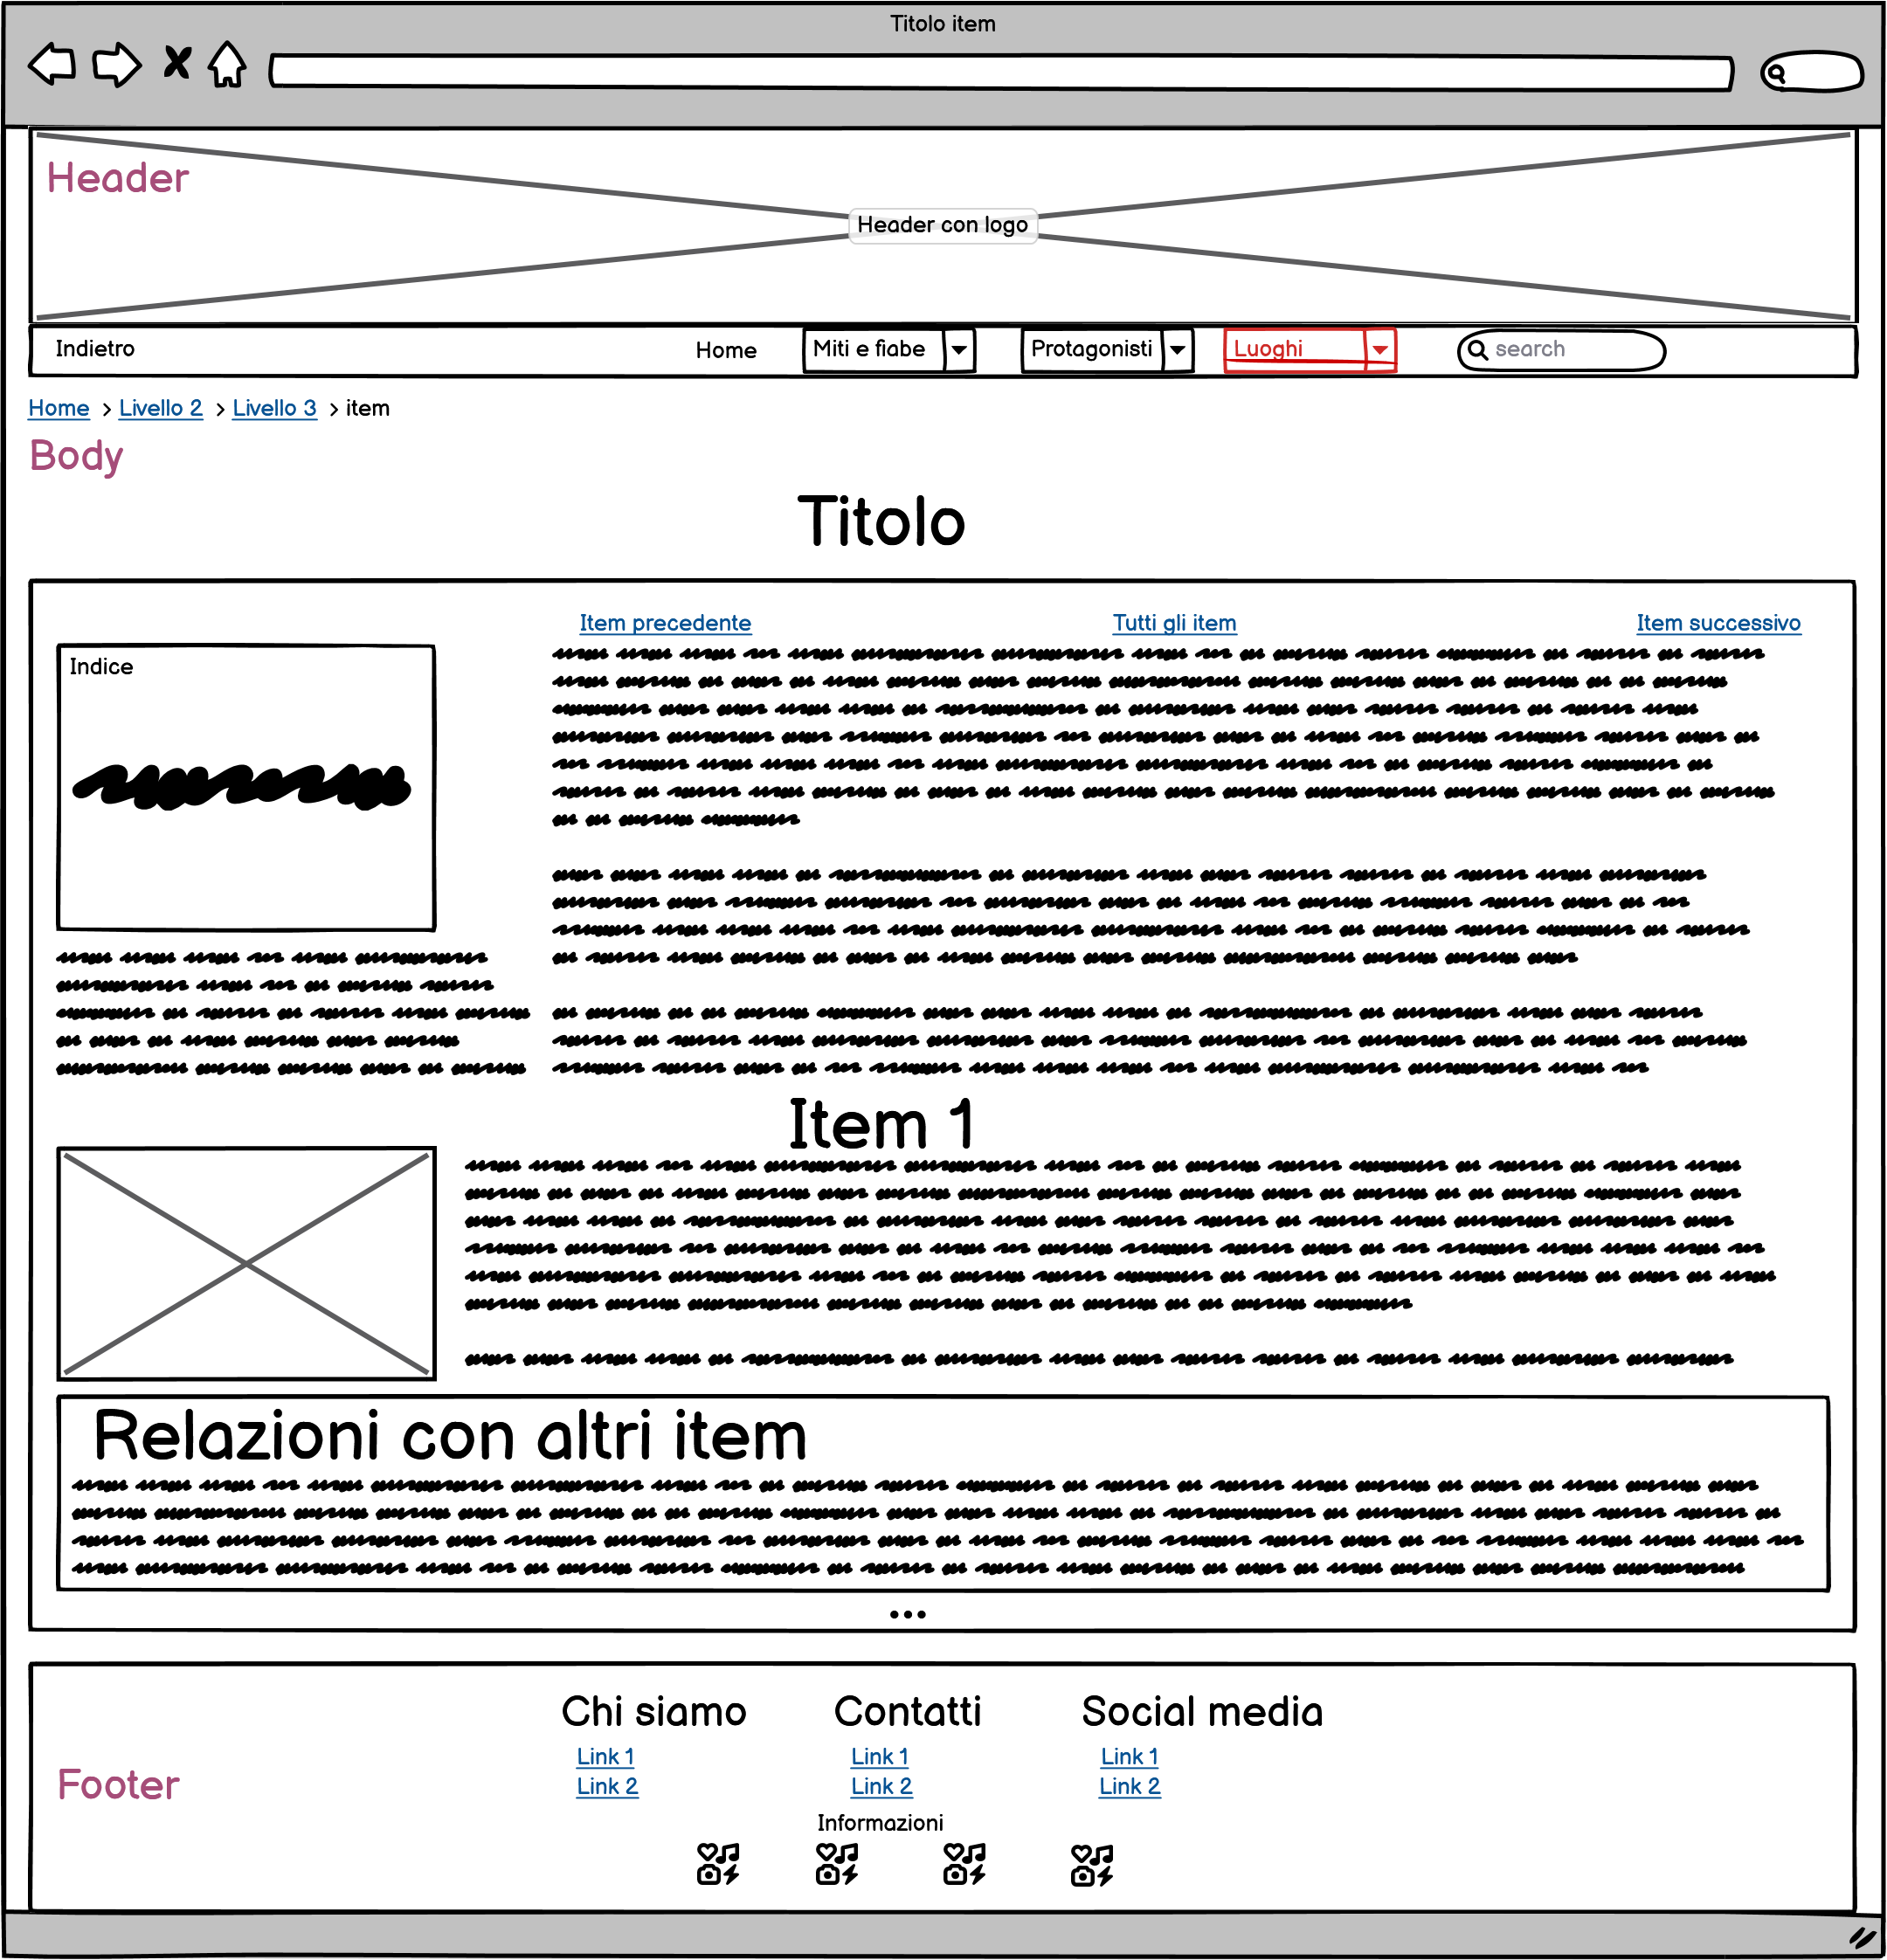 Titolo item
Header
Header con logo
Indietro Home Miti e fiabe Protagonisti Luoghi search
Home > Livello 2 > Livello 3 > item
Body
Titolo
Item precedente Tutti gli item Item successivo
Indice
Item 1
Relazioni con altri item
...
Chi siamo Contatti Social media
Link 1 Link 1 Link 1
Link 2 Link 2 Link 2
Footer
Informazioni